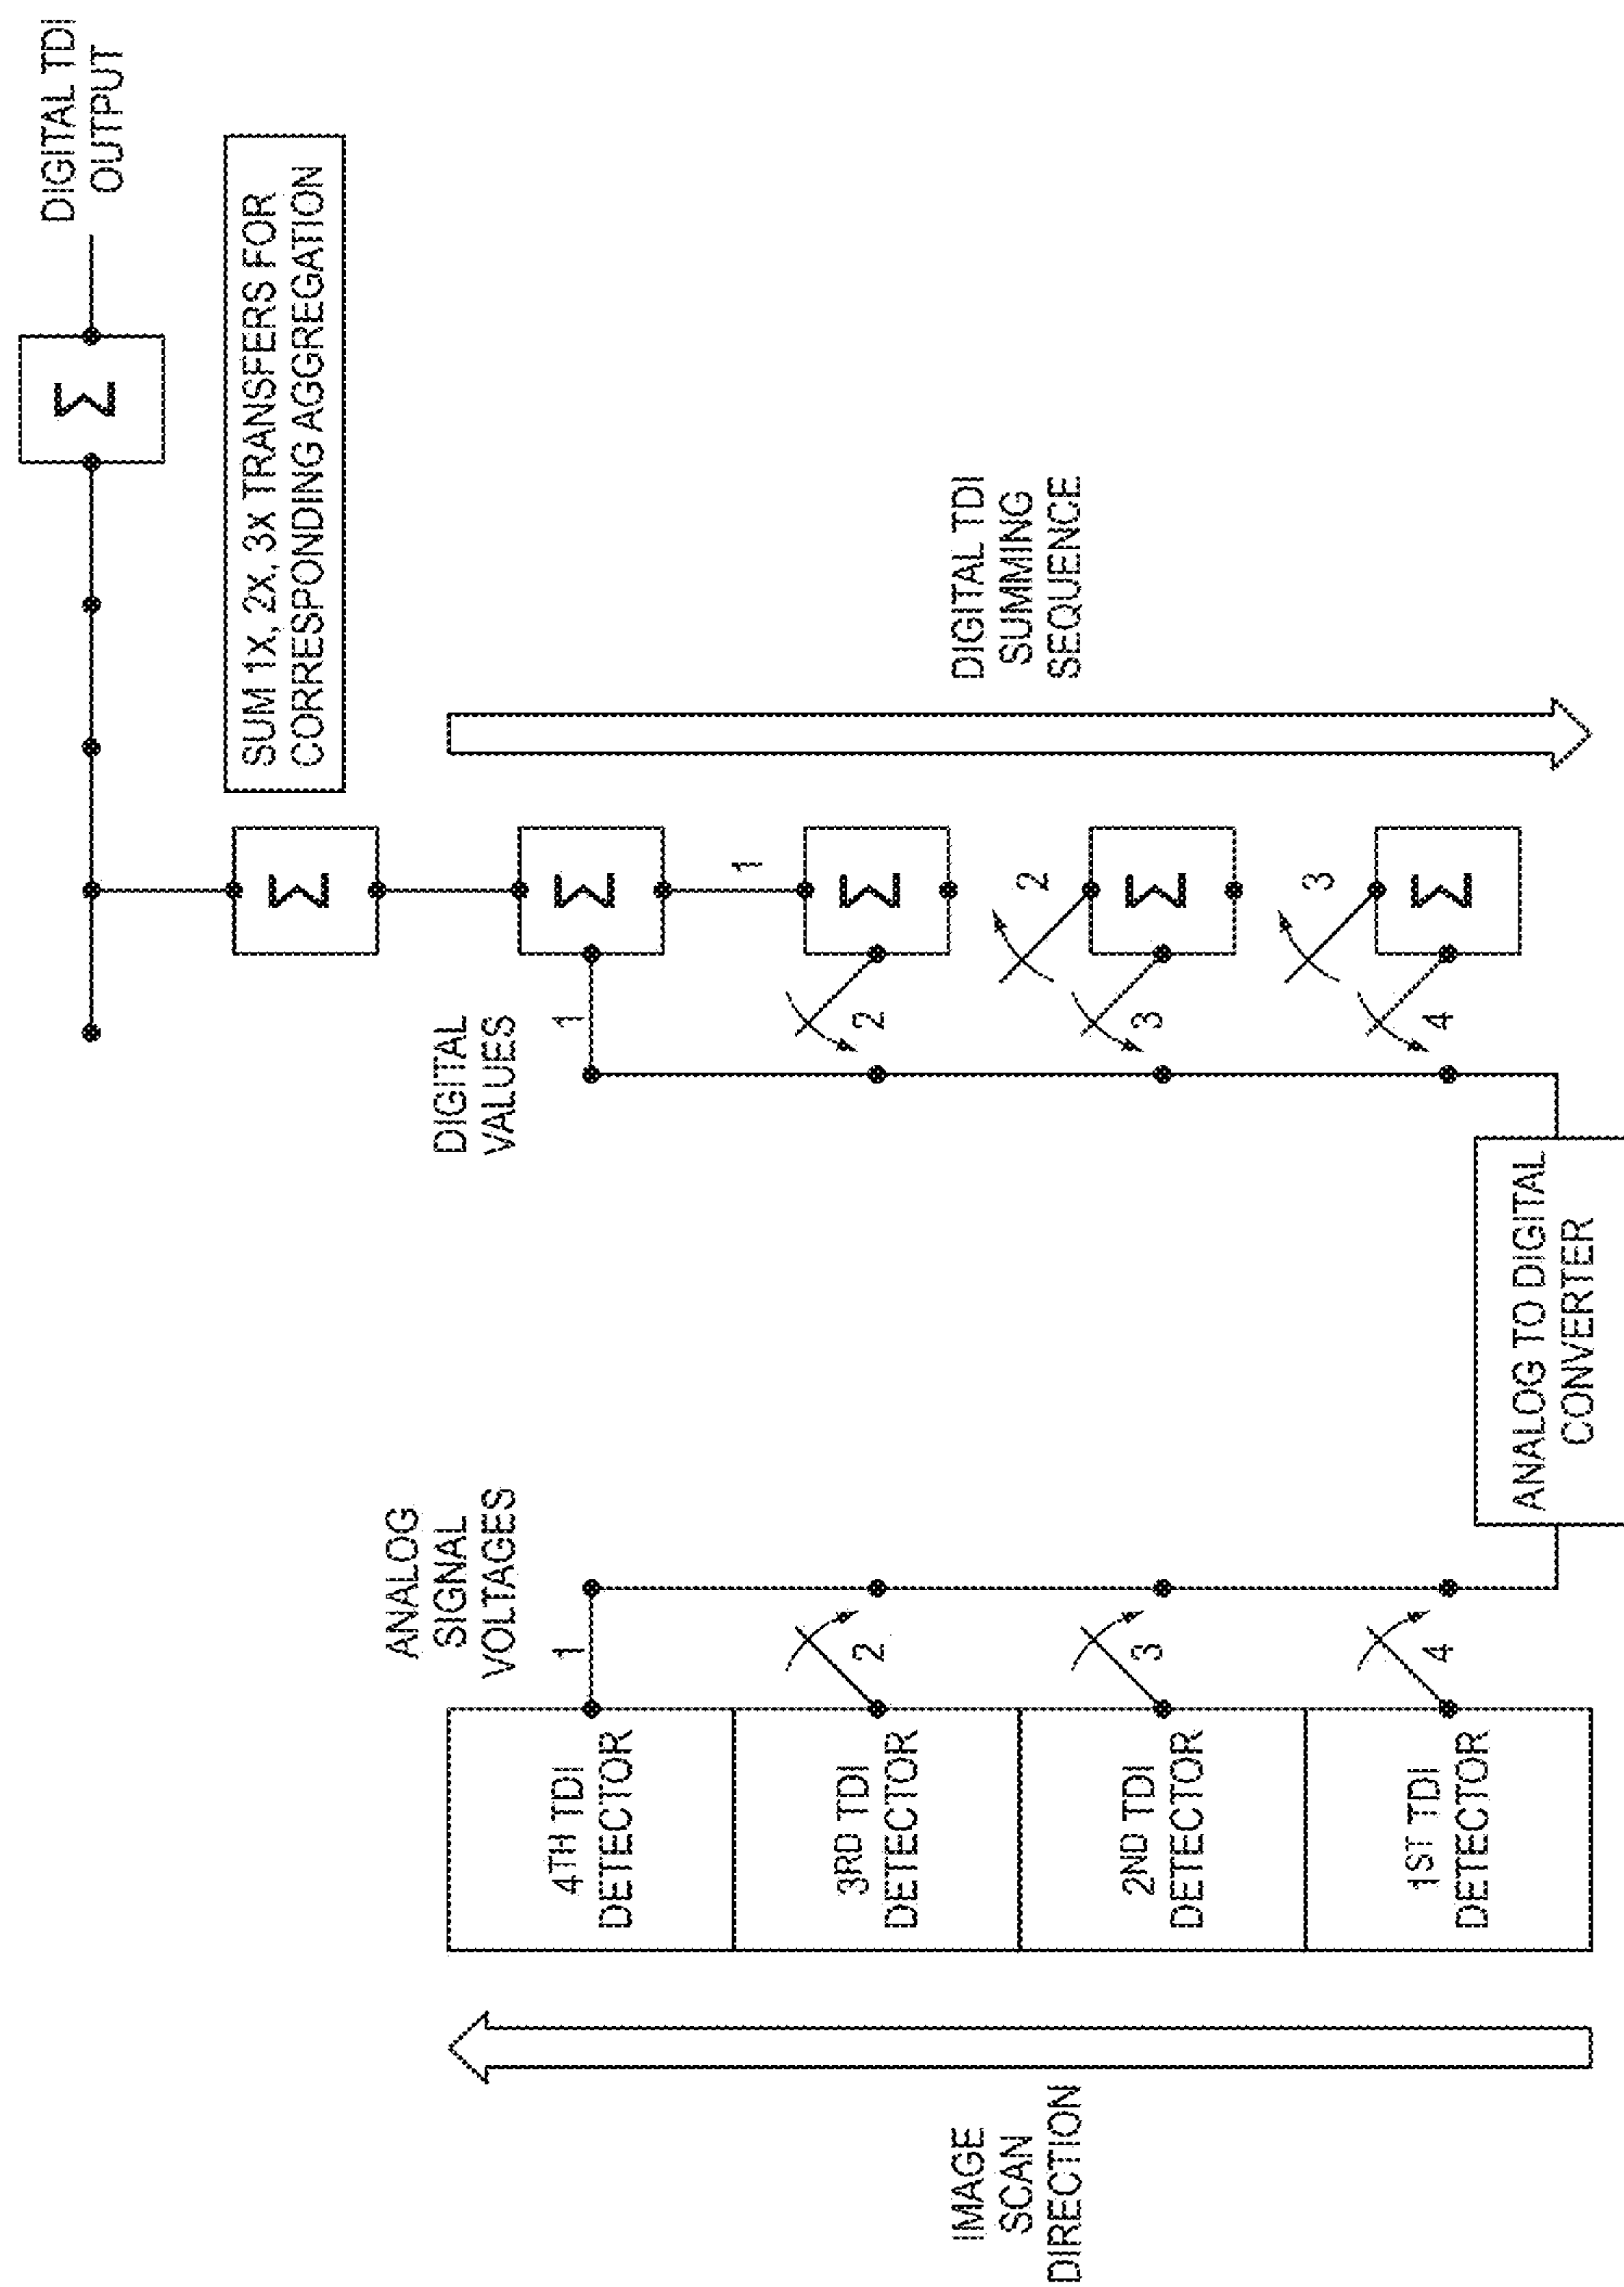 DIGITAL TDI
OUTPUT
Σ
SUM 1X, 2X, 3X TRANSFERS FOR
CORRESPONDING AGGREGATION
Σ
Σ
1
Σ
2
Σ
3
Σ
DIGITAL TDI
SUMMING
SEQUENCE
DIGITAL
VALUES
1
2
3
4
ANALOG TO DIGITAL
CONVERTER
ANALOG
SIGNAL
VOLTAGES
1
2
3
4
4TH TDI
DETECTOR
3RD TDI
DETECTOR
2ND TDI
DETECTOR
1ST TDI
DETECTOR
IMAGE
SCAN
DIRECTION